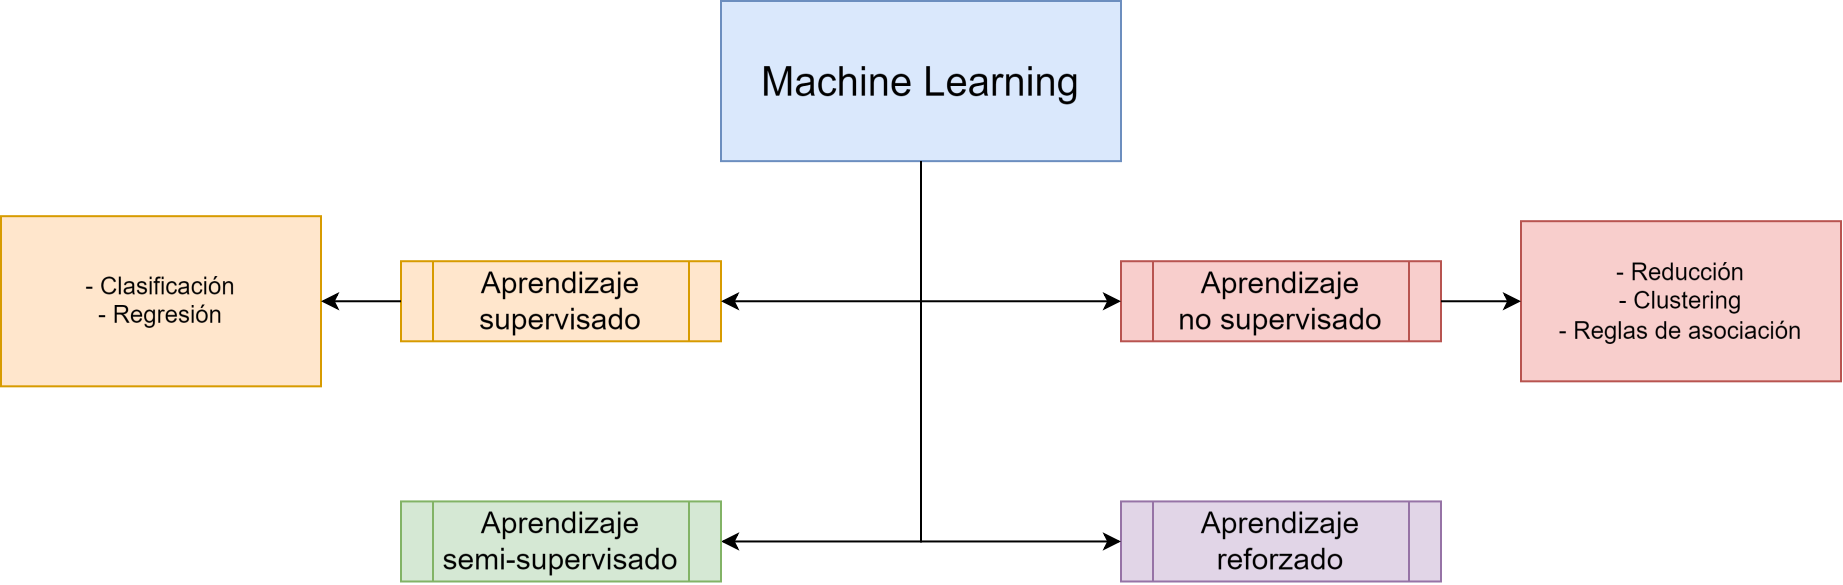 Machine Learning
- Clasificación
- Regresión
Aprendizaje
supervisado
Aprendizaje
no supervisado
- Reducción
- Clustering
- Reglas de asociación
Aprendizaje
semi-supervisado
Aprendizaje
reforzado